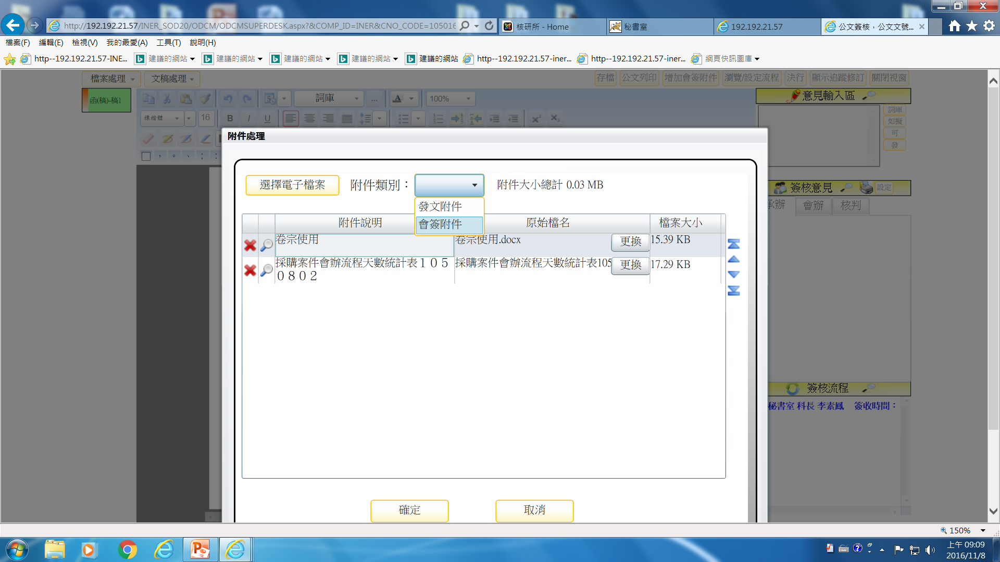 http://192.192.21.57/INER_SOD20/ODCM/ODCMSUPERDESK.aspx?&COMP_ID=INER&CNO_CODE=105016
核研所 - Home
秘書室
192.192.21.57
公文簽核，公文文號...
檔案(F) 編輯(E) 檢視(V) 我的最愛(A) 工具(T) 說明(H)
http--192.192.21.57-INE...
建議的網站
建議的網站
建議的網站
建議的網站
建議的網站
http--192.192.21.57-iner...
http--192.192.21.57-iner...
網頁快訊圖庫
檔案處理 文稿處理
存檔 公文列印 增加會簽附件 瀏覽/設定流程 決行 顯示追蹤修訂 關閉視窗
函(稿)-稿1
詞庫 ... A 100%
意見輸入區
標楷體 16 B I U
詞庫
如擬
可
發
附件處理
選擇電子檔案 附件類別： 附件大小總計 0.03 MB
發文附件
會簽附件
附件說明 原始檔名 檔案大小
卷宗使用 卷宗使用.docx 更換 15.39 KB
採購案件會辦流程天數統計表１０５ 採購案件會辦流程天數統計表105 更換 17.29 KB
０８０２
確定 取消
簽核意見 設定
承辦 會辦 核判
簽核流程
秘書室 科長 李素鳳 簽收時間：
150%
上午 09:09
2016/11/8